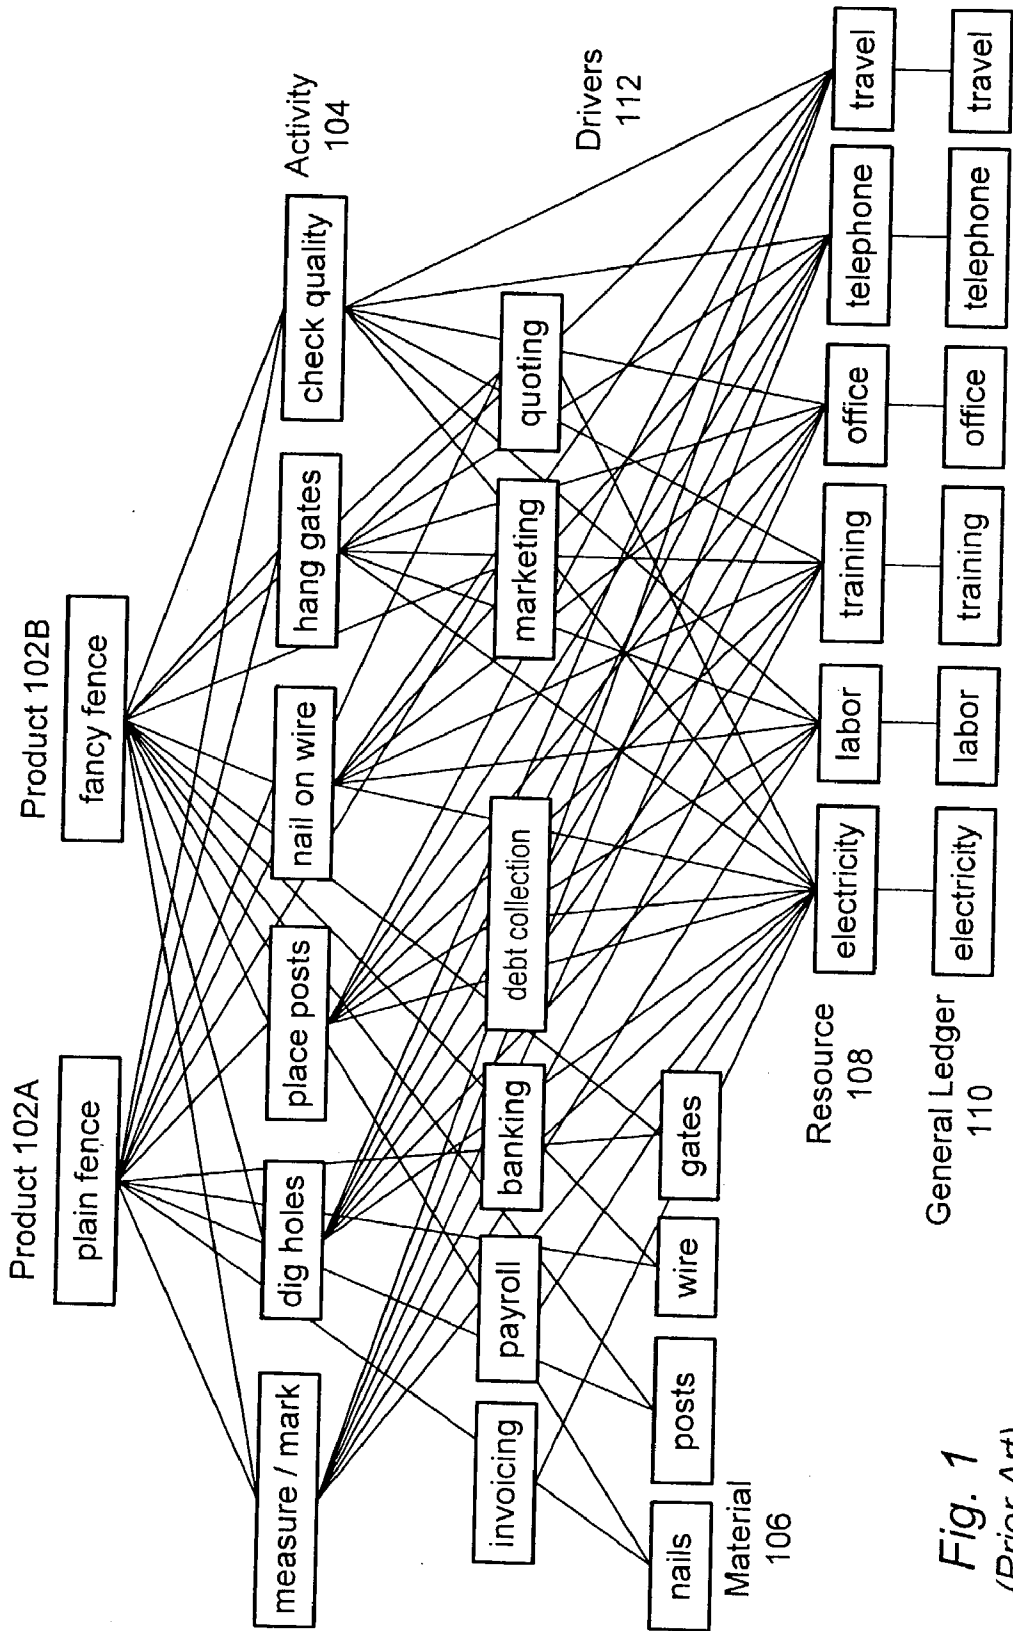 Product 102A
Product 102B
plain fence
fancy fence
Activity
104
measure / mark
dig holes
place posts
nail on wire
hang gates
check quality
invoicing
payroll
banking
debt collection
marketing
quoting
Drivers
112
nails
posts
wire
gates
Material
106
Resource
108
electricity
labor
training
office
telephone
travel
General Ledger
110
electricity
labor
training
office
telephone
travel
Fig. 1
(Prior Art)